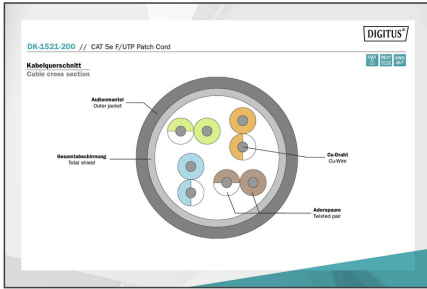 DIGITUS®
DK-1521-200 // CAT 5e F/UTP Patch Cord
Kabelquerschnitt
Cable cross section
Außenmantel
Outer jacket
Gesamtabschirmung
Total shield
Cu-Draht
Cu-Wire
Aderspaare
Twisted pair